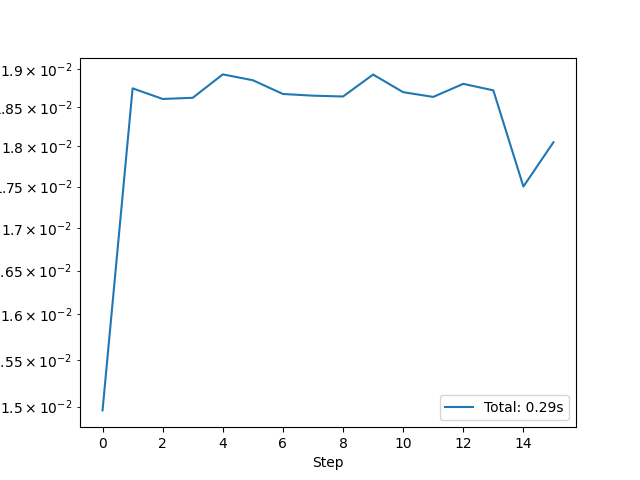 1.9 × 10⁻²
1.85 × 10⁻²
1.8 × 10⁻²
1.75 × 10⁻²
1.7 × 10⁻²
.65 × 10⁻²
1.6 × 10⁻²
.55 × 10⁻²
1.5 × 10⁻²
Total: 0.29s
0 2 4 6 8 10 12 14
Step